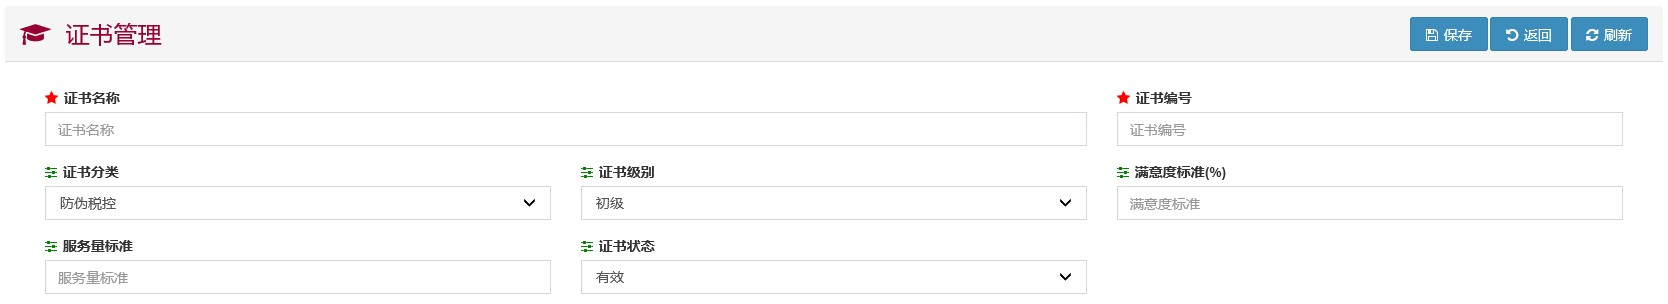 证书管理
保存 返回 刷新
证书名称 证书编号
证书名称 证书编号
证书分类 证书级别 满意度标准(%)
防伪税控 初级 满意度标准
服务量标准 证书状态
服务量标准 有效